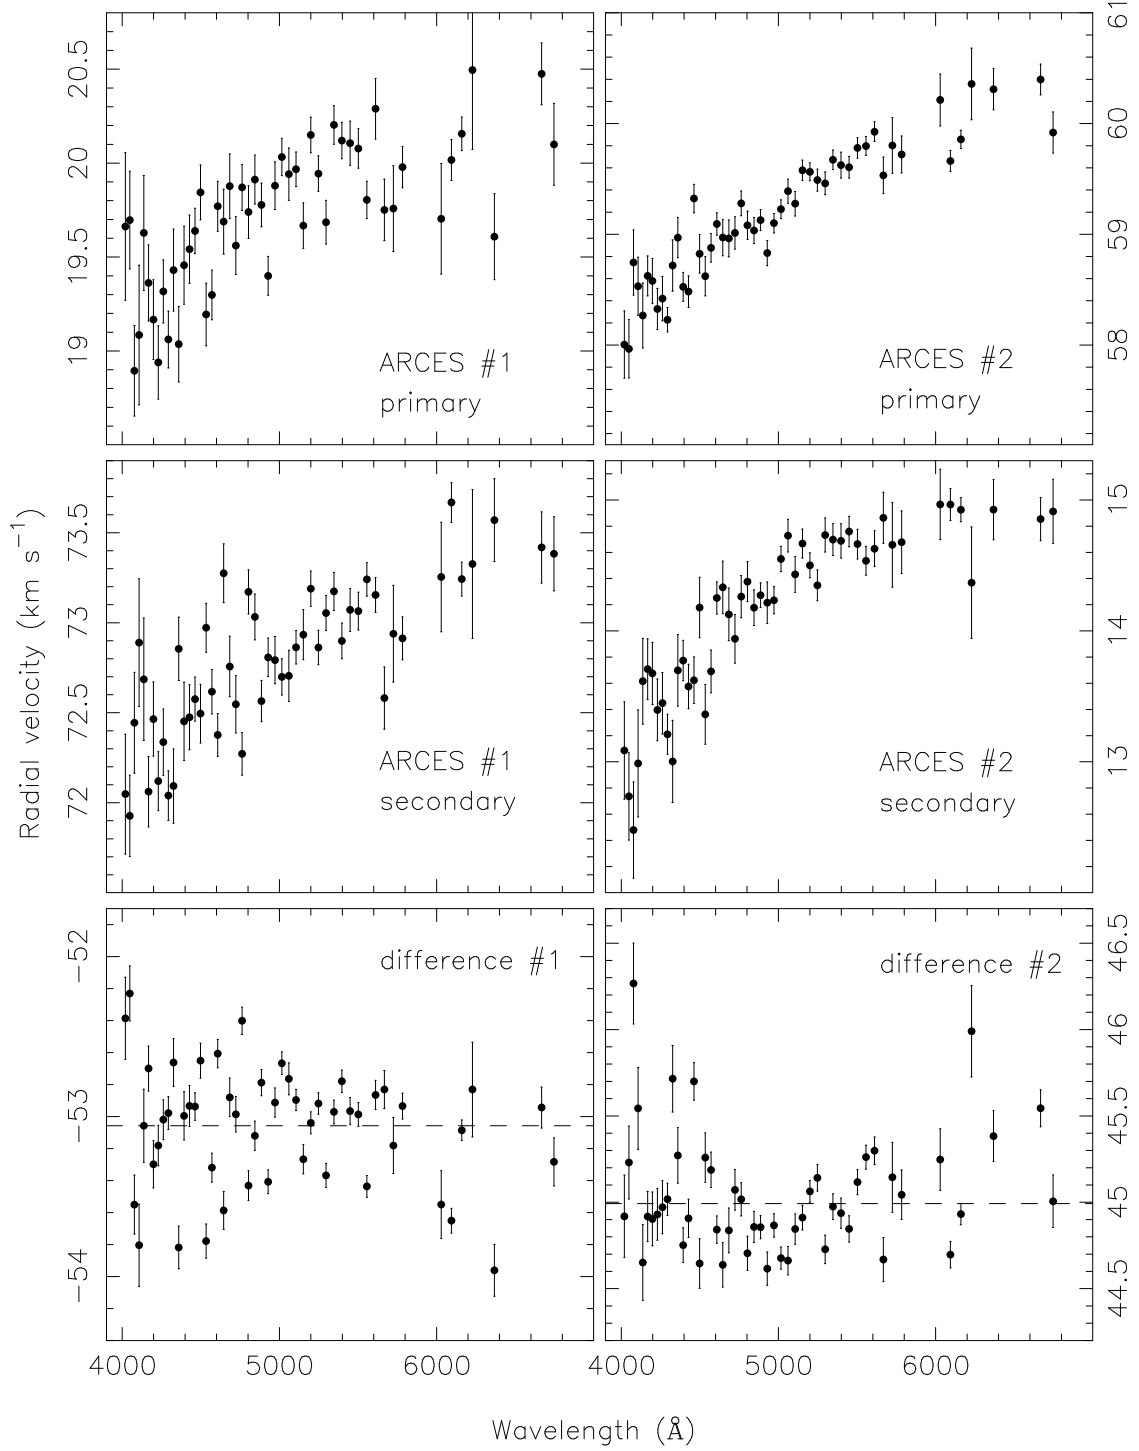 20.5
20
19.5
19
ARCES #1
primary
61
60
59
58
ARCES #2
primary
Radial velocity (km s⁻¹)
73.5
73
72.5
72
ARCES #1
secondary
15
14
13
ARCES #2
secondary
−52
−53
−54
difference #1
46.5
46
45.5
45
44.5
difference #2
4000 5000 6000 4000 5000 6000
Wavelength (Å)